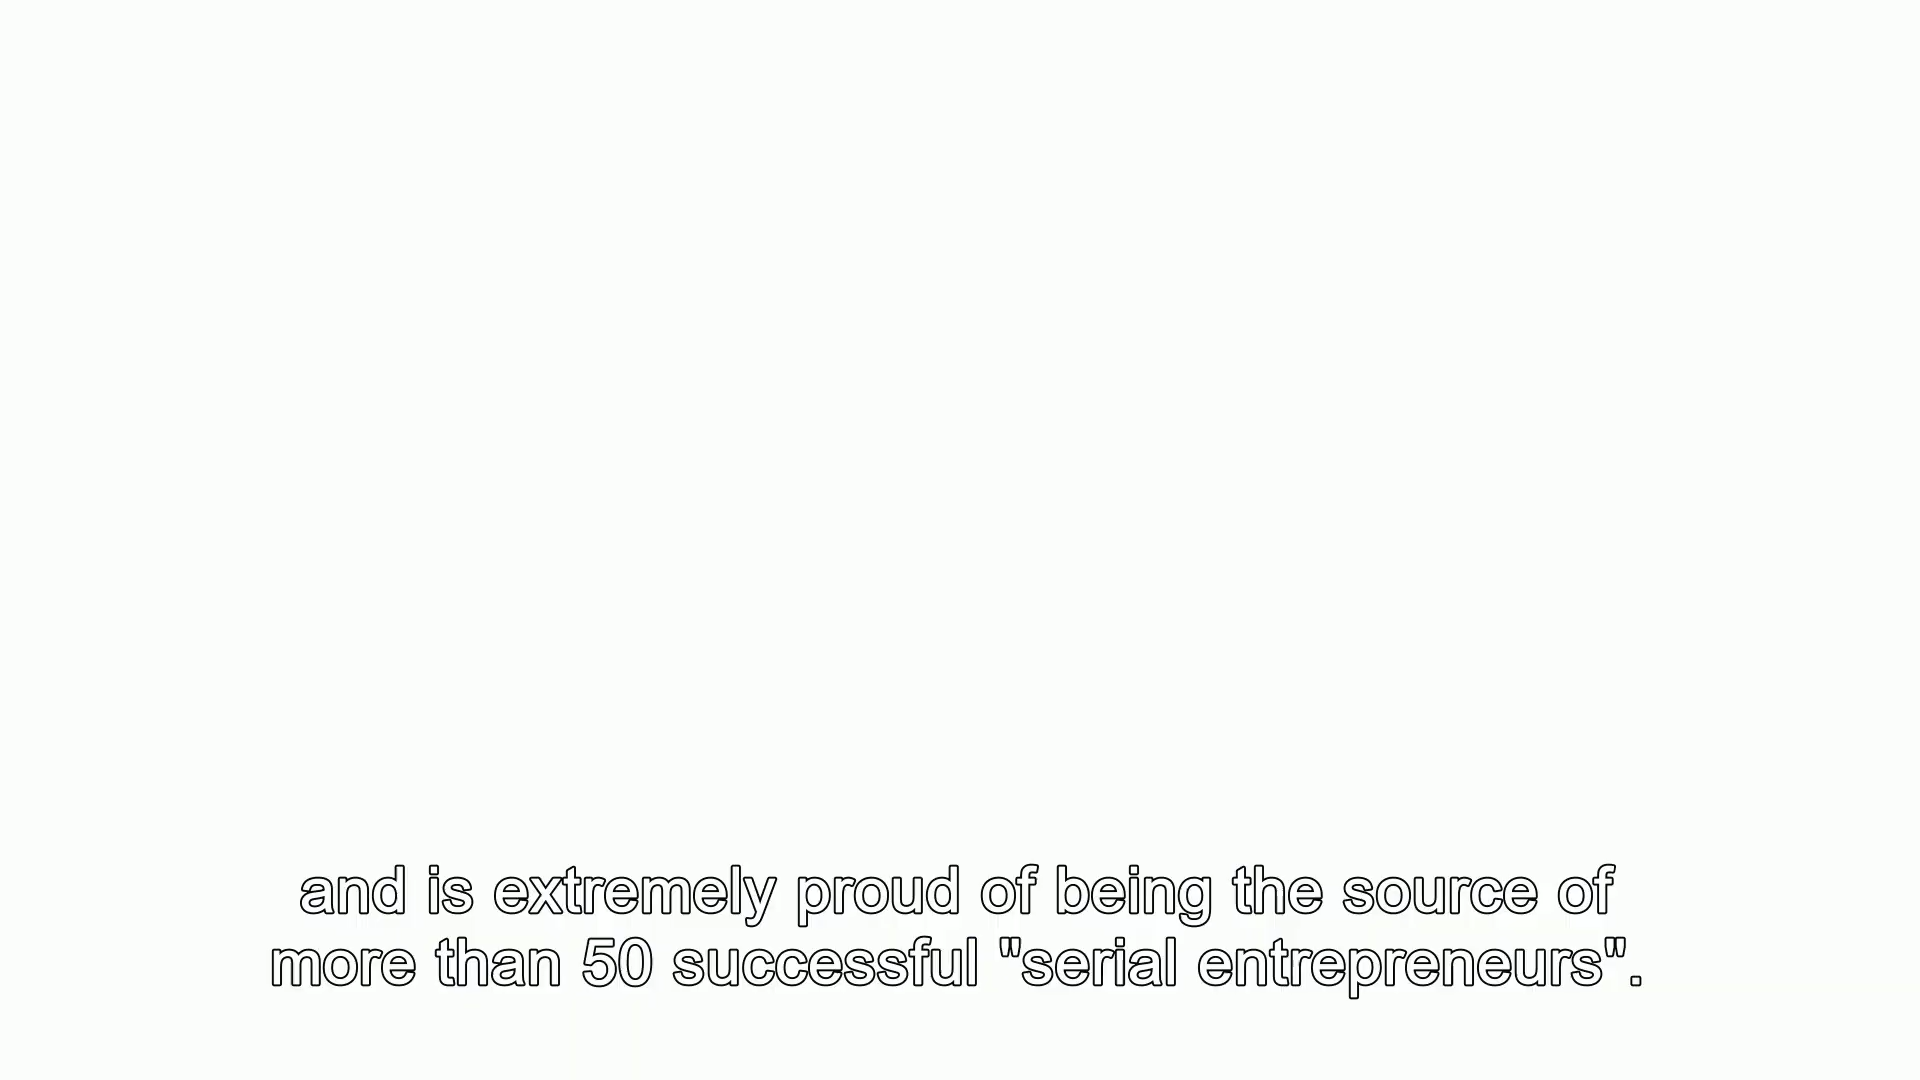 and is extremely proud of being the source of
more than 50 successful "serial entrepreneurs".